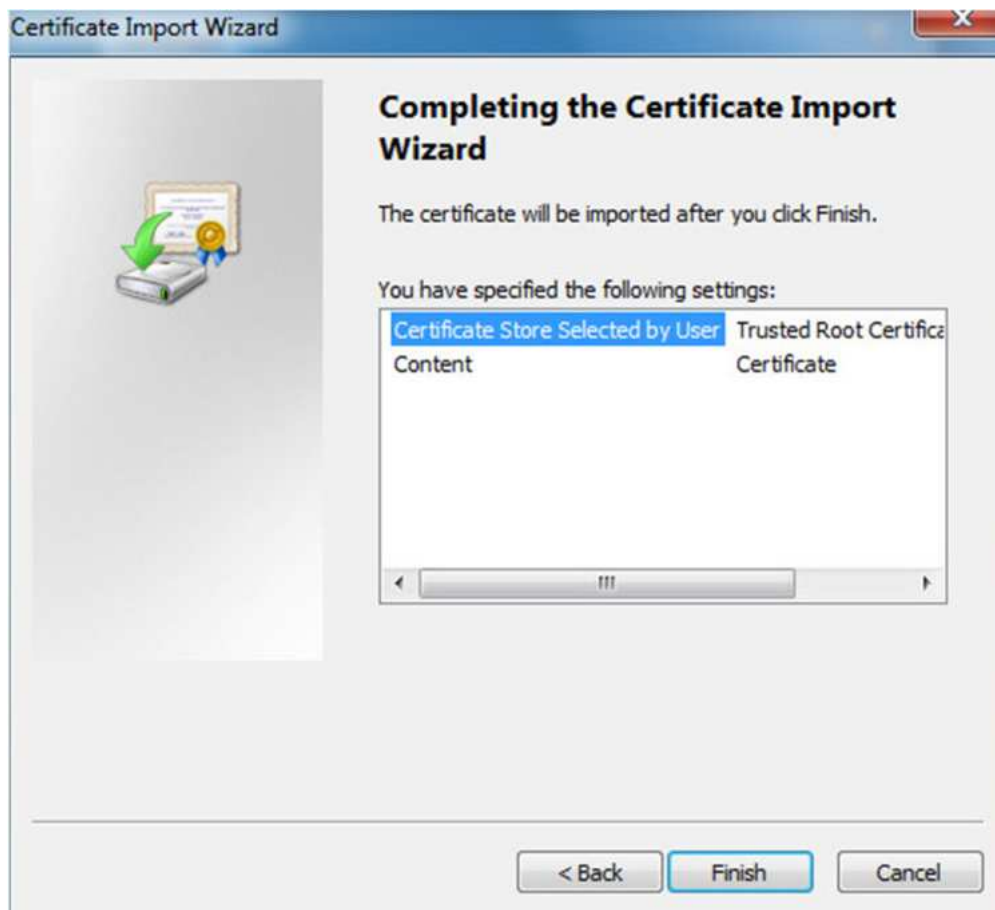 Certificate Import Wizard
Completing the Certificate Import
Wizard
The certificate will be imported after you click Finish.
You have specified the following settings:
Certificate Store Selected by User Trusted Root Certifica
Content Certificate
< Back Finish Cancel